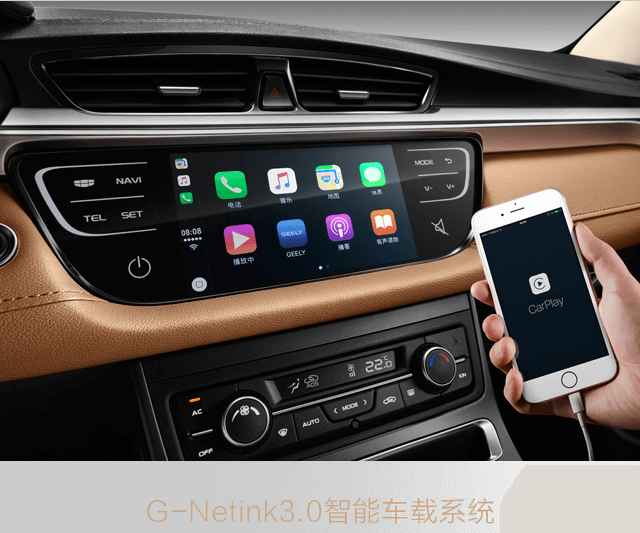 MODE
NAVI
V- V+
TEL SET
08:08
电话
音乐
地图
信息
播放中
GEELY
GEELY
播客
有声读物
CarPlay
22.0°C
AQS
AC
AUTO
MODE
ON
OFF
G-Netink3.0智能车载系统